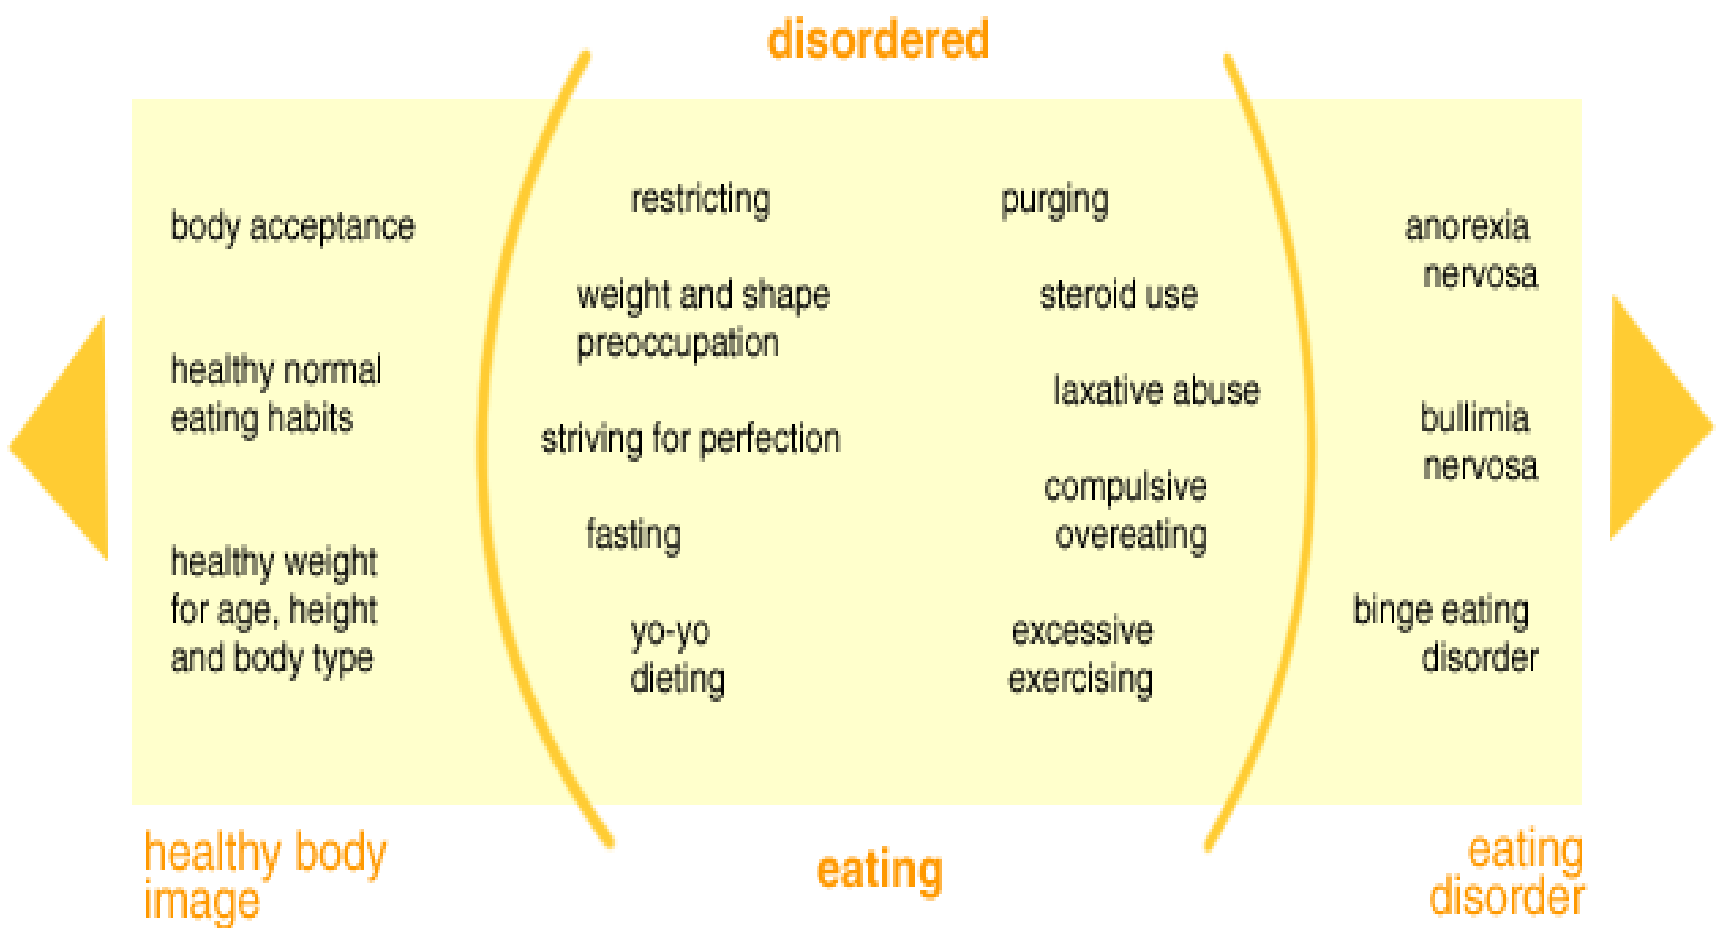 disordered
body acceptance
healthy normal
eating habits
healthy weight
for age, height
and body type
restricting
weight and shape
preoccupation
striving for perfection
fasting
yo-yo
dieting
purging
steroid use
laxative abuse
compulsive
overeating
excessive
exercising
anorexia
nervosa
bullimia
nervosa
binge eating
disorder
healthy body
image
eating
eating
disorder